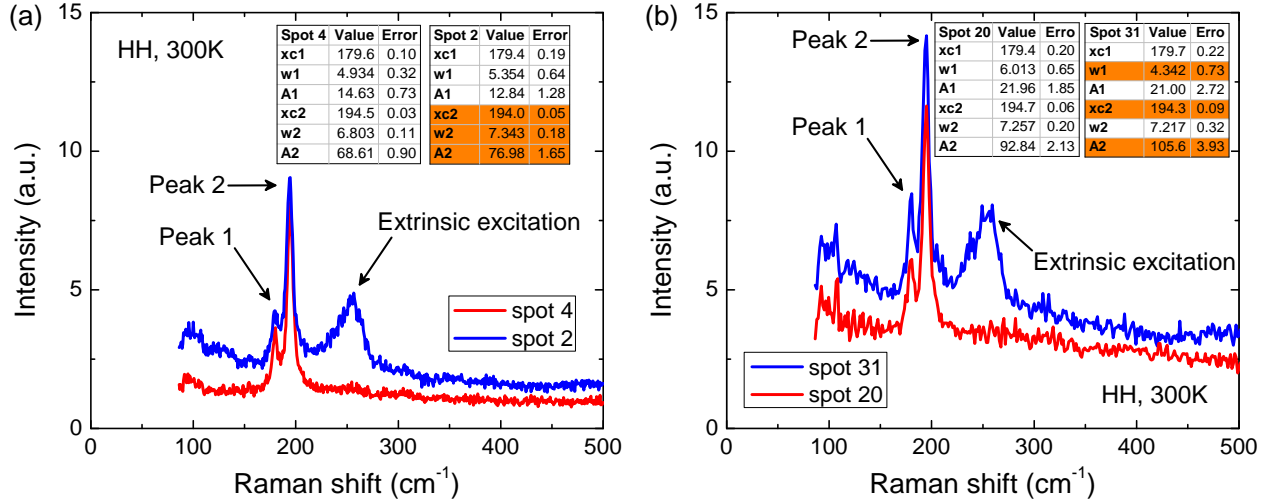 (a)
HH, 300K
Spot 4 Value Error
xc1 179.6 0.10
w1 4.934 0.32
A1 14.63 0.73
xc2 194.5 0.03
w2 6.803 0.11
A2 68.61 0.90
Spot 2 Value Error
xc1 179.4 0.19
w1 5.354 0.64
A1 12.84 1.28
xc2 194.0 0.05
w2 7.343 0.18
A2 76.98 1.65
Peak 2
Peak 1
Extrinsic excitation
spot 4
spot 2
15
10
5
0
Intensity (a.u.)
0 100 200 300 400 500
Raman shift (cm⁻¹)
(b)
Peak 2
Spot 20 Value Erro
xc1 179.4 0.20
w1 6.013 0.65
A1 21.96 1.85
xc2 194.7 0.06
w2 7.257 0.20
A2 92.84 2.13
Spot 31 Value Erro
xc1 179.7 0.22
w1 4.342 0.73
A1 21.00 2.72
xc2 194.3 0.09
w2 7.217 0.32
A2 105.6 3.93
Peak 1
Extrinsic excitation
spot 31
spot 20
HH, 300K
15
10
5
0
Intensity (a.u.)
0 100 200 300 400 500
Raman shift (cm⁻¹)